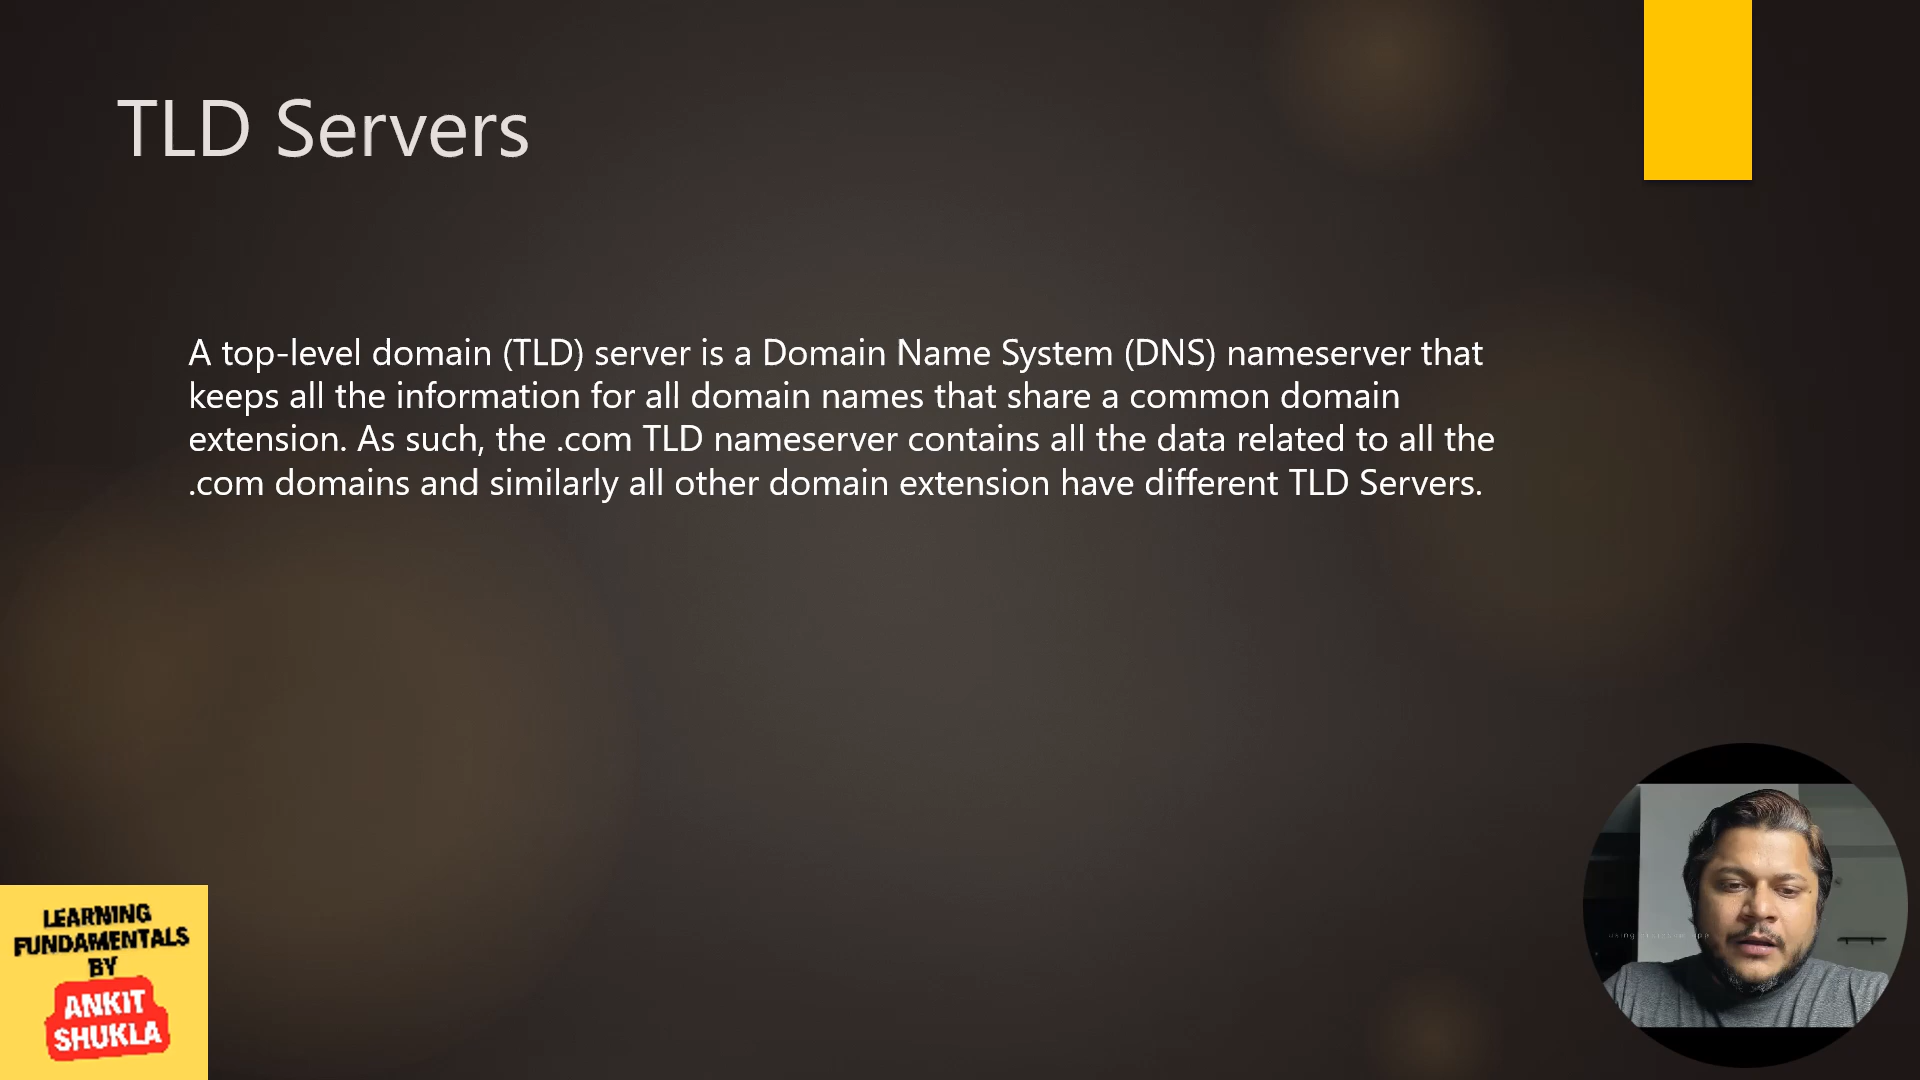 TLD Servers
A top-level domain (TLD) server is a Domain Name System (DNS) nameserver that
keeps all the information for all domain names that share a common domain
extension. As such, the .com TLD nameserver contains all the data related to all the
.com domains and similarly all other domain extension have different TLD Servers.
LEARNING
FUNDAMENTALS
BY
ANKIT
SHUKLA